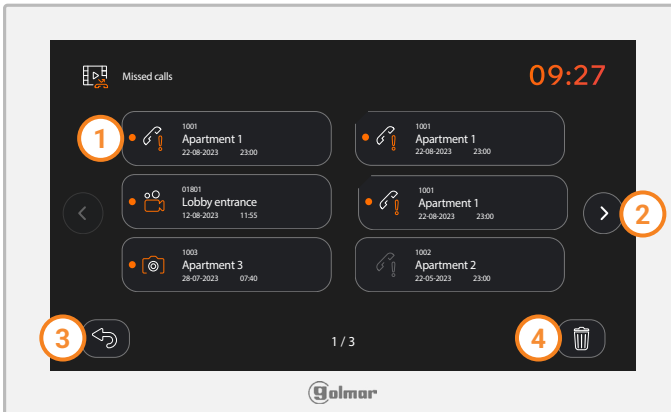 Missed calls
09:27
1
1001
Apartment 1
22-08-2023 23:00
1001
Apartment 1
22-08-2023 23:00
01801
Lobby entrance
12-08-2023 11:55
1001
Apartment 1
22-08-2023 23:00
2
1003
Apartment 3
28-07-2023 07:40
1002
Apartment 2
22-05-2023 23:00
3
1 / 3
4
golmar